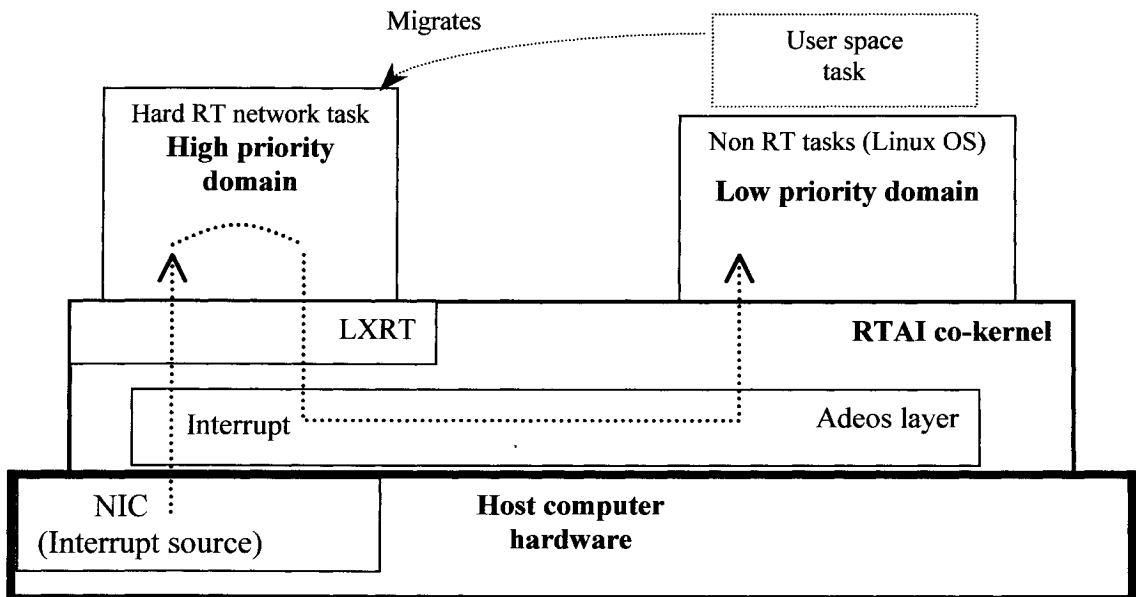 Migrates
User space
task
Hard RT network task
High priority
domain
Non RT tasks (Linux OS)
Low priority domain
LXRT
RTAI co-kernel
Interrupt
Adeos layer
NIC
(Interrupt source)
Host computer
hardware